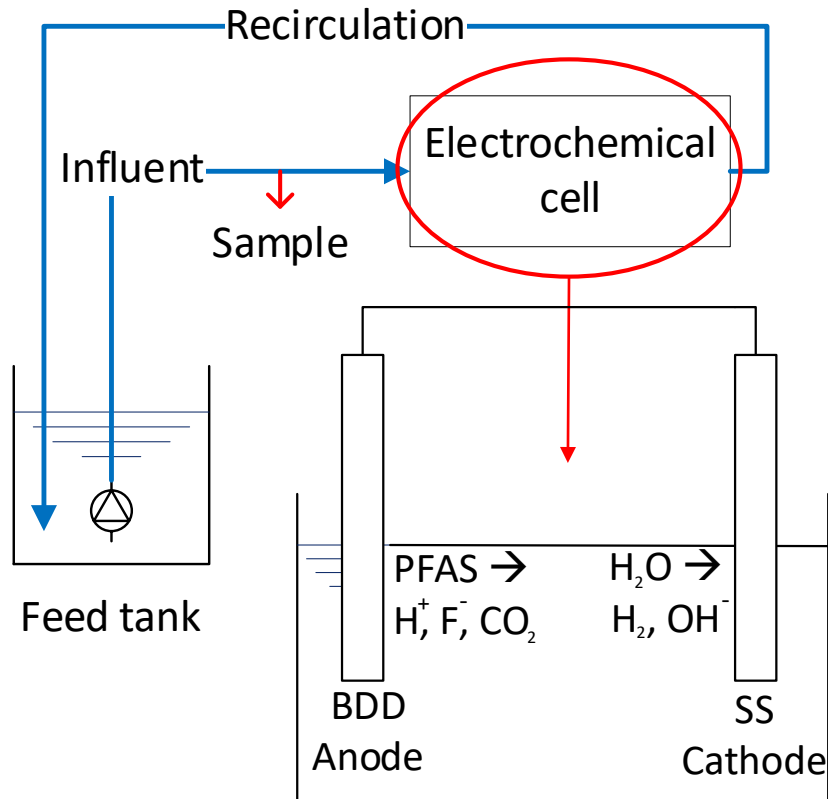 Recirculation
Influent
Electrochemical
cell
Sample
Feed tank
PFAS →
H⁺, F⁻, CO₂
H₂O →
H₂, OH⁻
BDD
Anode
SS
Cathode